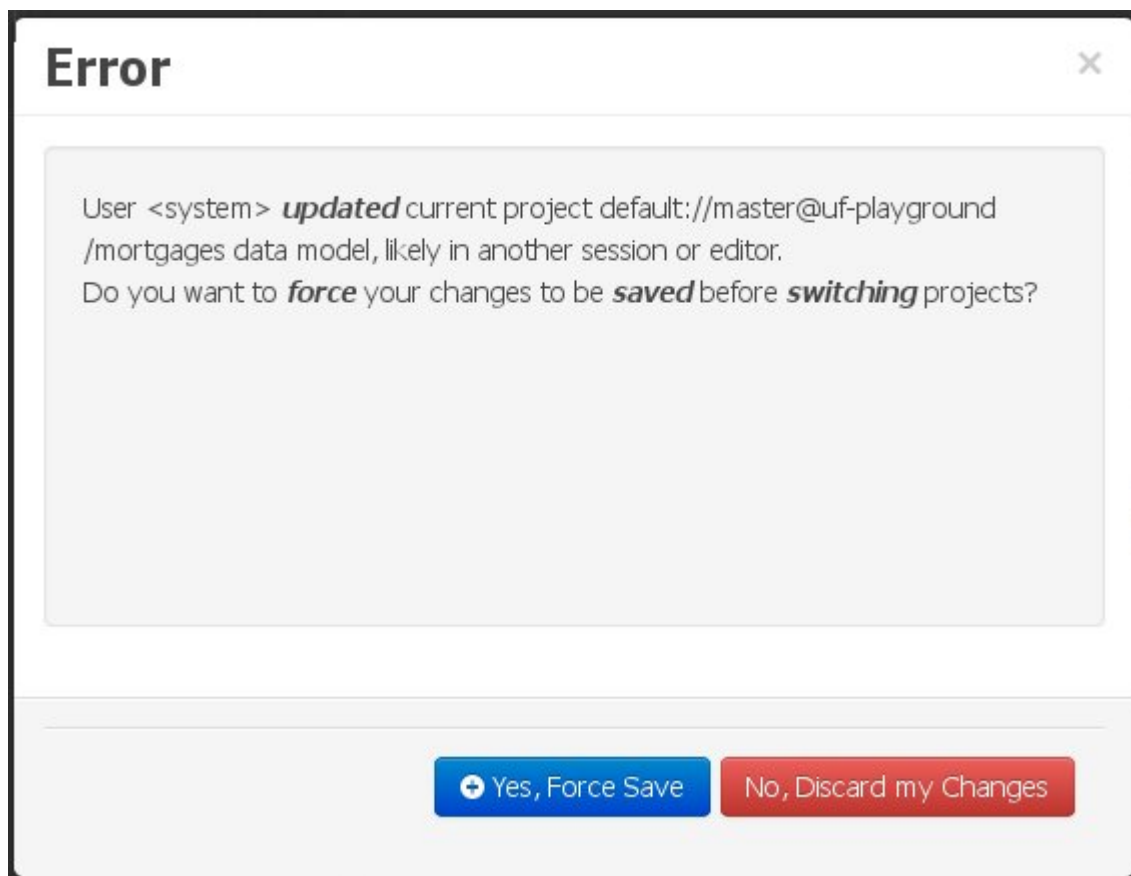 Error
×
User <system> updated current project default://master@uf-playground
/mortgages data model, likely in another session or editor.
Do you want to force your changes to be saved before switching projects?
Yes, Force Save
No, Discard my Changes